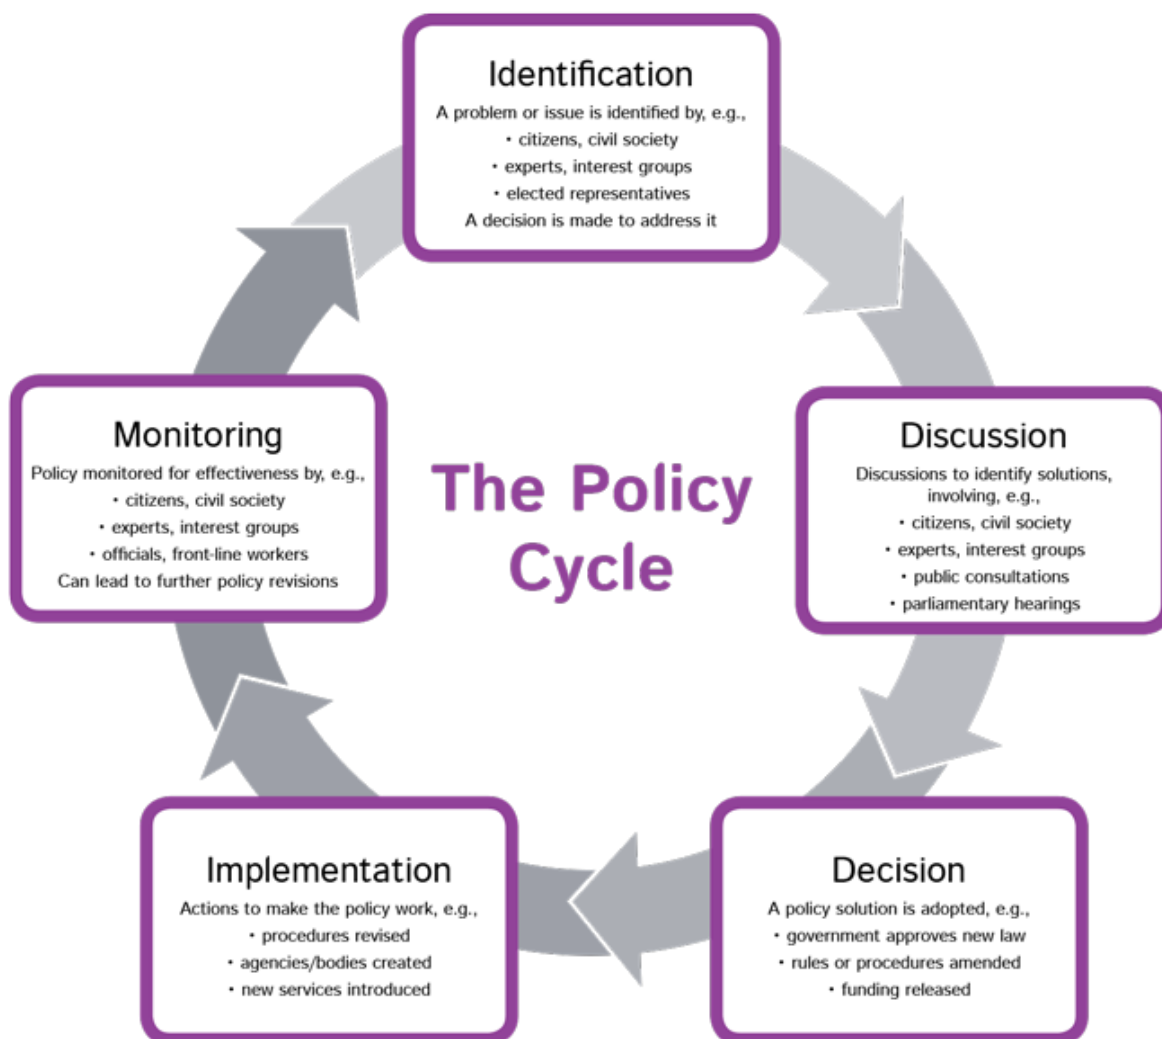 Identification
A problem or issue is identified by, e.g.,
• citizens, civil society
• experts, interest groups
• elected representatives
A decision is made to address it
Discussion
Discussions to identify solutions,
involving, e.g.,
• citizens, civil society
• experts, interest groups
• public consultations
• parliamentary hearings
Decision
A policy solution is adopted, e.g.,
• government approves new law
• rules or procedures amended
• funding released
Implementation
Actions to make the policy work, e.g.,
• procedures revised
• agencies/bodies created
• new services introduced
Monitoring
Policy monitored for effectiveness by, e.g.,
• citizens, civil society
• experts, interest groups
• officials, front-line workers
Can lead to further policy revisions
The Policy
Cycle